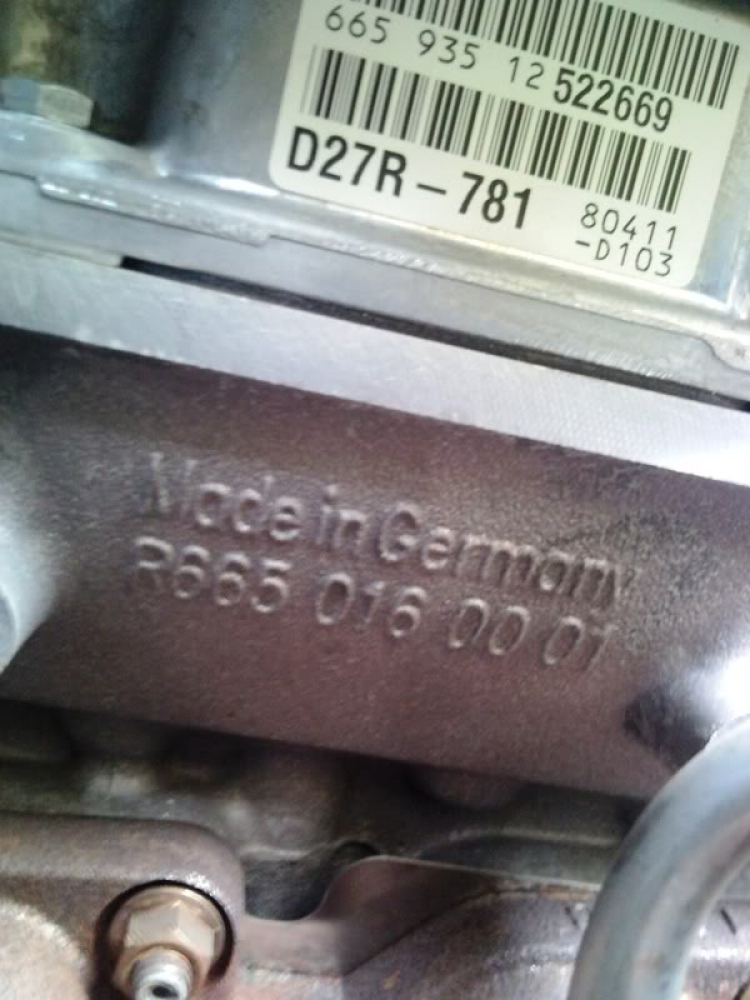 665 935 12 522669
D27R-781
80411
-D103
Made in Germany
R665 016 00 01